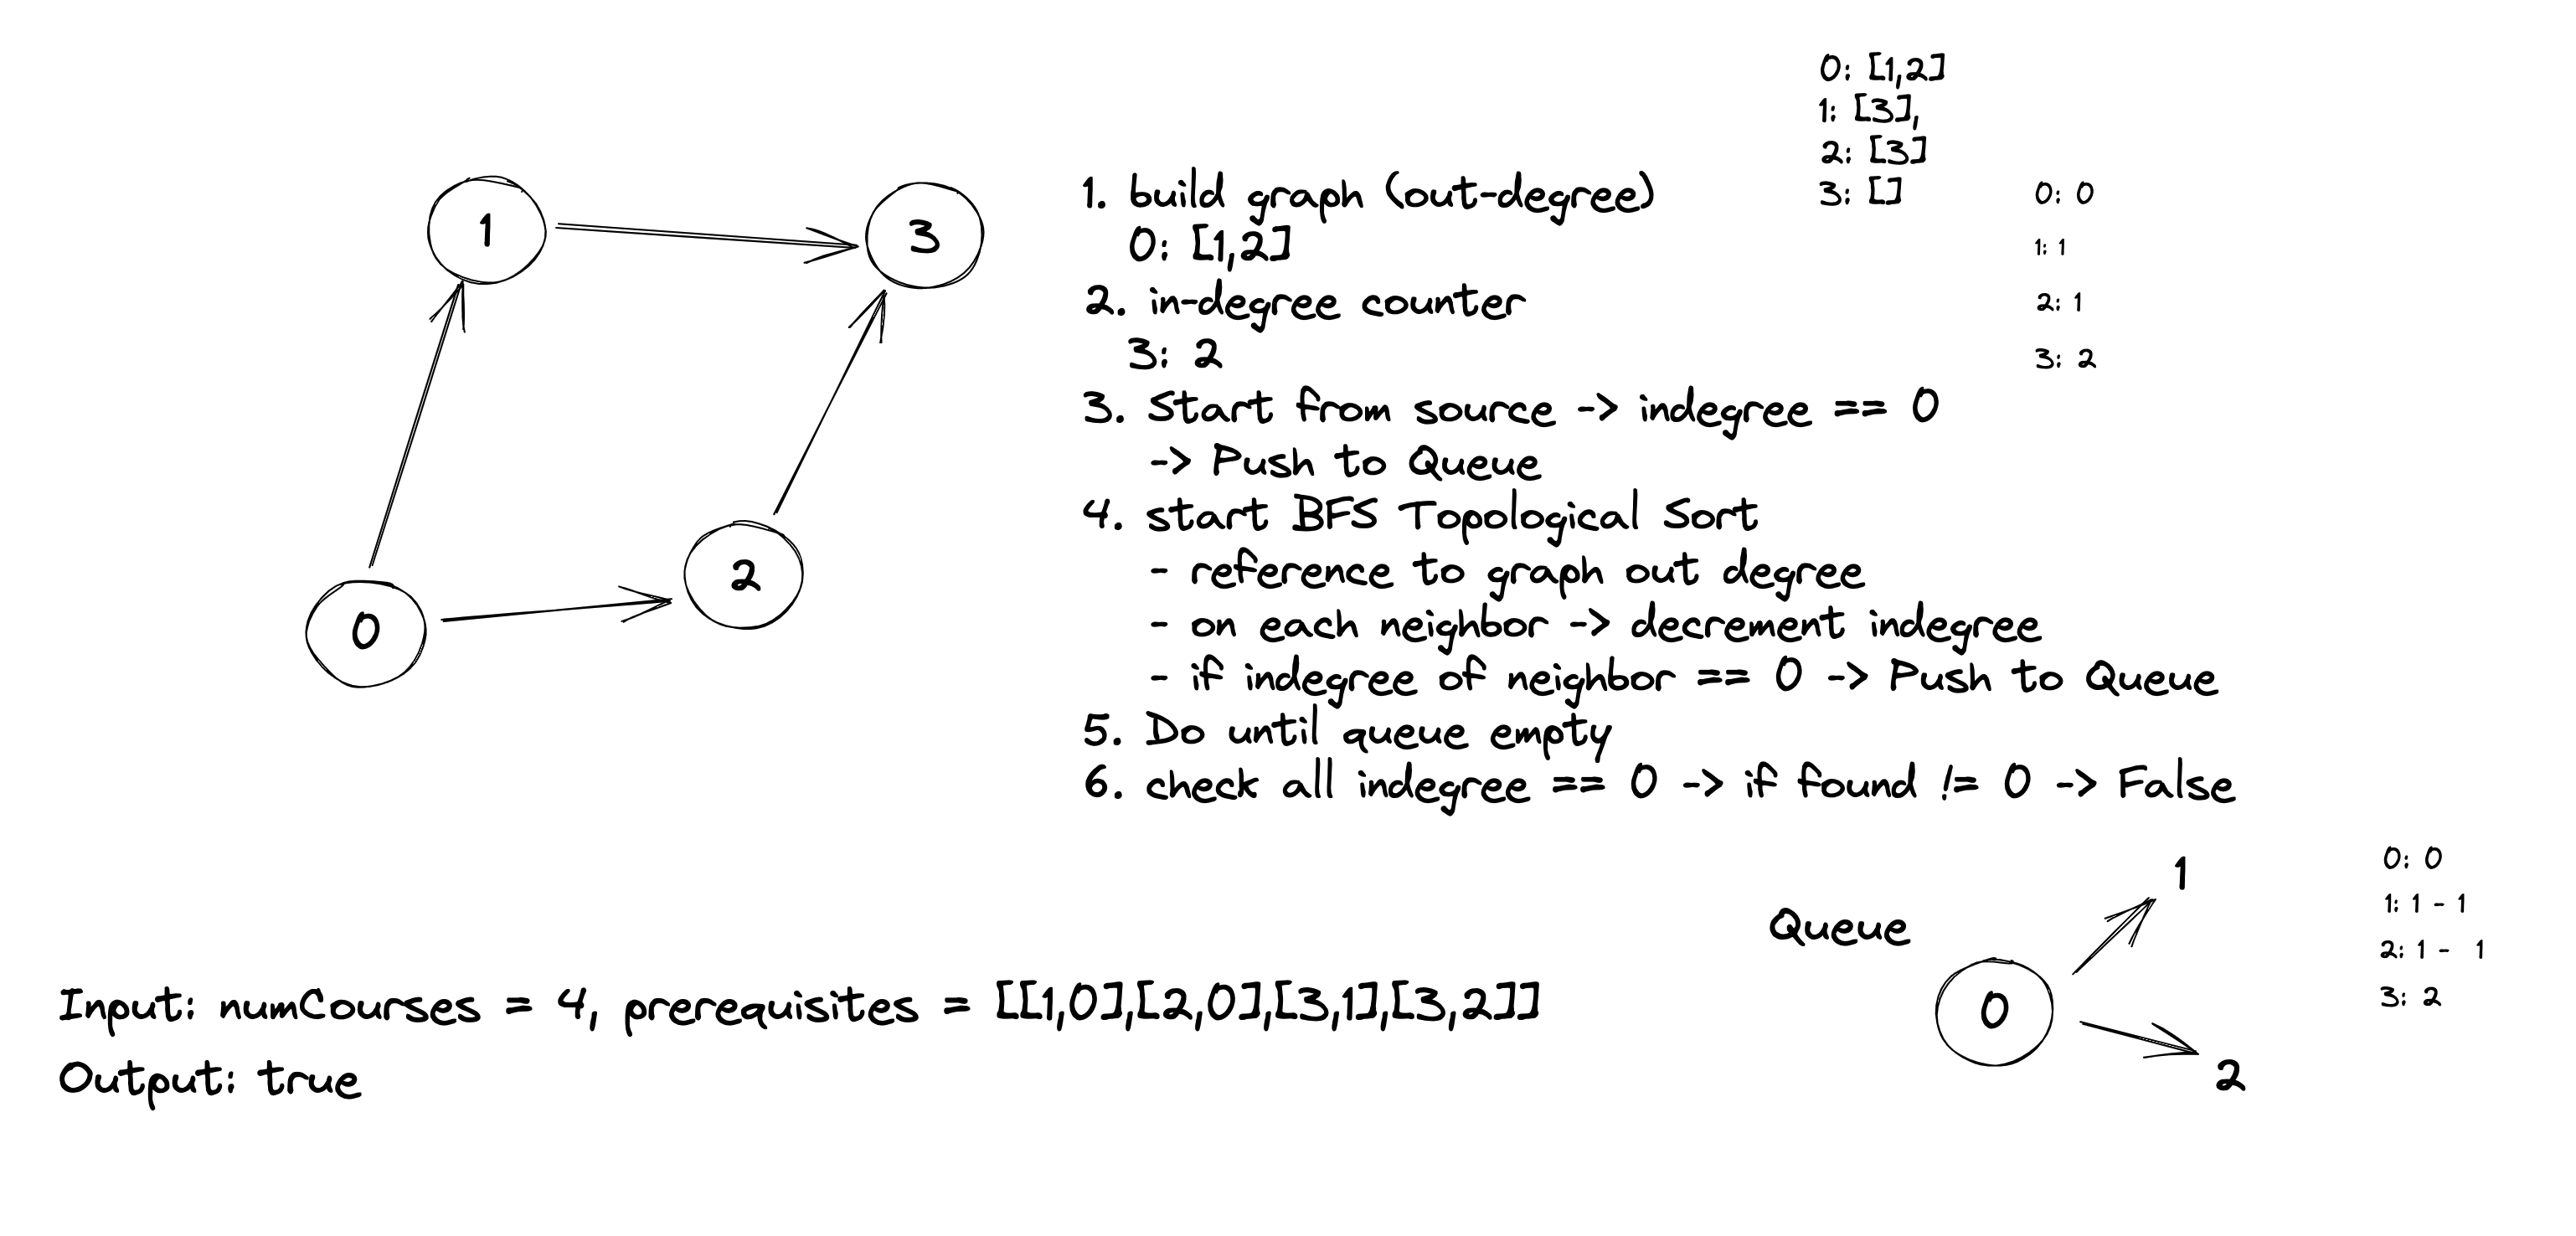 1
3
0
2
0: [1,2]
1: [3],
2: [3]
3: []
1. build graph (out-degree)
0: [1,2]
2. in-degree counter
3: 2
3. Start from source -> indegree == 0
-> Push to Queue
4. start BFS Topological Sort
- reference to graph out degree
- on each neighbor -> decrement indegree
- if indegree of neighbor == 0 -> Push to Queue
5. Do until queue empty
6. check all indegree == 0 -> if found != 0 -> False
0: 0
1: 1
2: 1
3: 2
Input: numCourses = 4, prerequisites = [[1,0],[2,0],[3,1],[3,2]]
Output: true
Queue
0
1
2
0: 0
1: 1 - 1
2: 1 - 1
3: 2